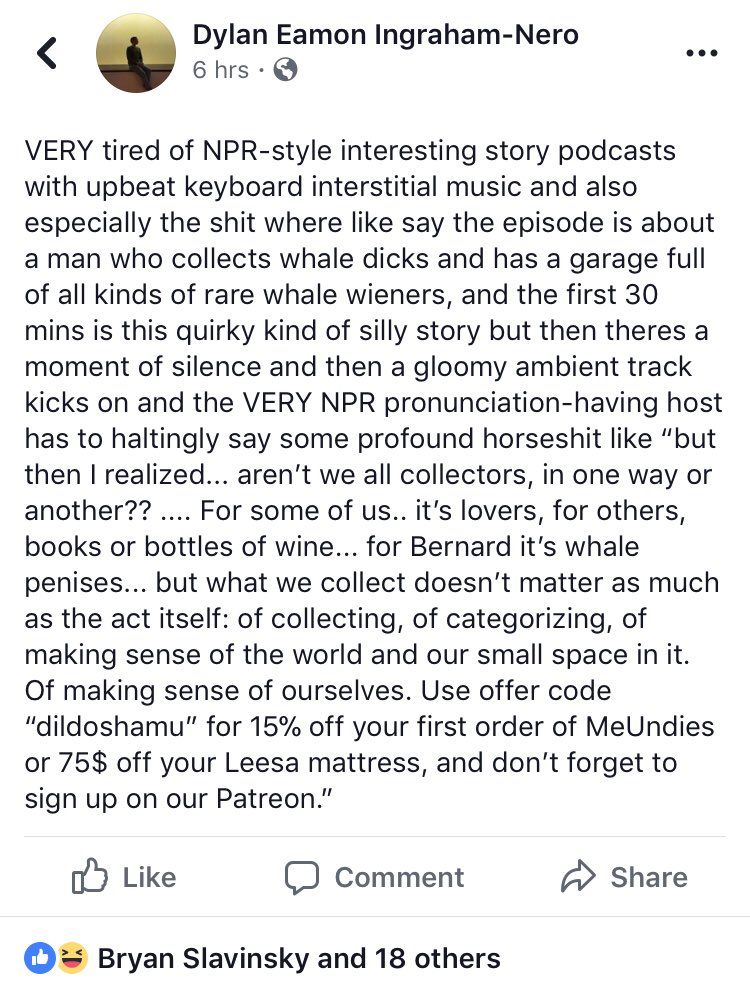 Dylan Eamon Ingraham-Nero
6 hrs ·
VERY tired of NPR-style interesting story podcasts
with upbeat keyboard interstitial music and also
especially the shit where like say the episode is about
a man who collects whale dicks and has a garage full
of all kinds of rare whale wieners, and the first 30
mins is this quirky kind of silly story but then theres a
moment of silence and then a gloomy ambient track
kicks on and the VERY NPR pronunciation-having host
has to haltingly say some profound horseshit like “but
then I realized... aren’t we all collectors, in one way or
another?? .... For some of us.. it’s lovers, for others,
books or bottles of wine... for Bernard it’s whale
penises... but what we collect doesn’t matter as much
as the act itself: of collecting, of categorizing, of
making sense of the world and our small space in it.
Of making sense of ourselves. Use offer code
“dildoshamu” for 15% off your first order of MeUndies
or 75$ off your Leesa mattress, and don’t forget to
sign up on our Patreon.”
Like Comment Share
Bryan Slavinsky and 18 others